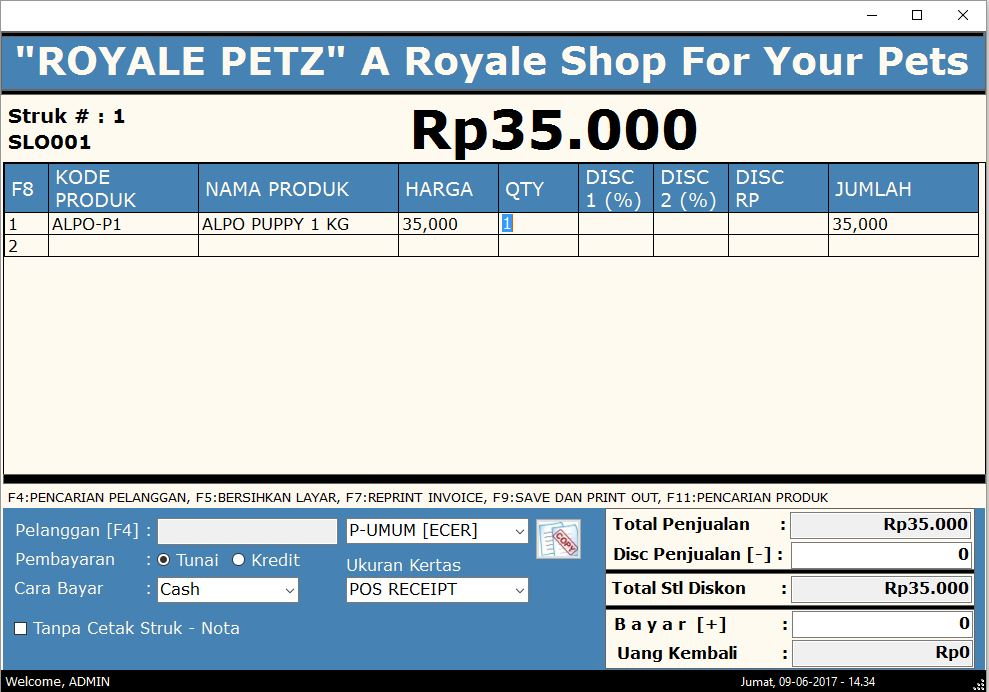 "ROYALE PETZ" A Royale Shop For Your Pets
Struk # : 1
SLO001
Rp35.000
F8 KODE PRODUK NAMA PRODUK HARGA QTY DISC 1 (%) DISC 2 (%) DISC RP JUMLAH
1 ALPO-P1 ALPO PUPPY 1 KG 35,000 1 35,000
2
F4:PENCARIAN PELANGGAN, F5:BERSIHKAN LAYAR, F7:REPRINT INVOICE, F9:SAVE DAN PRINT OUT, F11:PENCARIAN PRODUK
Pelanggan [F4] : P-UMUM [ECER]
COPY
Pembayaran : Tunai Kredit
Ukuran Kertas
Cara Bayar : Cash POS RECEIPT
Tanpa Cetak Struk - Nota
Total Penjualan : Rp35.000
Disc Penjualan [-] : 0
Total Stl Diskon : Rp35.000
B a y a r [+] : 0
Uang Kembali : Rp0
Welcome, ADMIN
Jumat, 09-06-2017 - 14.34